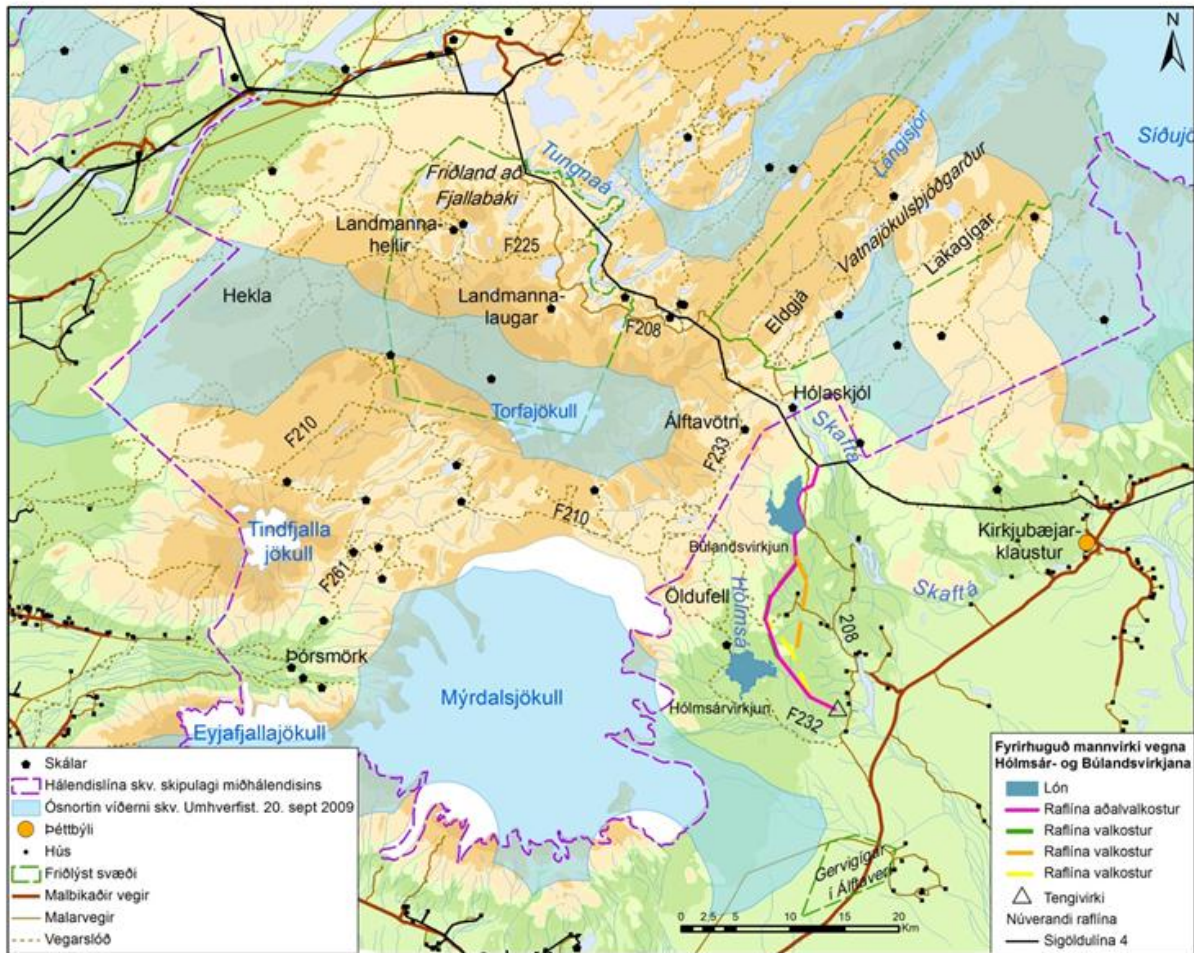 N
Síðujö
Langisjór
Tungnaá
Friðland að
Fjallabaki
Landmanna-
hellir
F225
Vatnajökulsþjóðgarður
Lakagígar
Hekla
Landmanna-
laugar
F208
Eldgjá
Hólaskjól
Torfajökull
Álftavötn
F233
Skaftá
F210
F210
Tindfjalla
jökull
F261
Búlandsvirkjun
Kirkjubæjar-
klaustur
Öldufell
Hólmsá
Skaftá
208
Þórsmörk
Mýrdalsjökull
Hólmsárvirkjun
F232
Eyjafjallajökull
Gervigígar
í Álftaveri
Skálar
Hálendislína skv. skipulagi miðhálendisins
Ósnortin víðerni skv. Umhverfist. 20. sept 2009
Þéttbýli
Hús
Friðlýst svæði
Malbikaðir vegir
Malarvegir
Vegarslóð
0 2,5 5 10 15 20
Km
Fyrirhuguð mannvirki vegna
Hólmsár- og Búlandsvirkjana
Lón
Raflína aðalvalkostur
Raflína valkostur
Raflína valkostur
Raflína valkostur
Tengivirki
Núverandi raflína
Sigöldulína 4